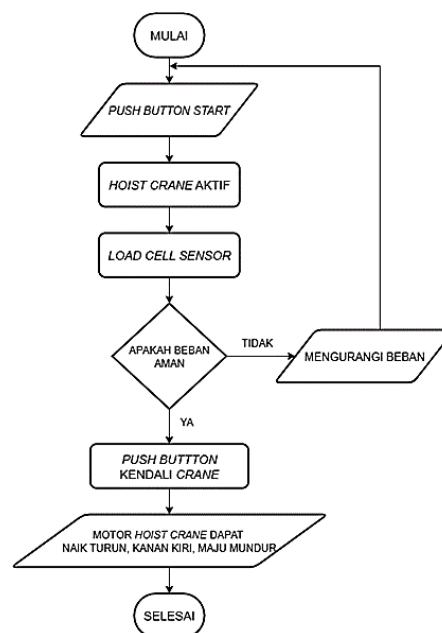 MULAI
PUSH BUTTON START
HOIST CRANE AKTIF
LOAD CELL SENSOR
APAKAH BEBAN
AMAN
TIDAK
MENGURANGI BEBAN
YA
PUSH BUTTTON
KENDALI CRANE
MOTOR HOIST CRANE DAPAT
NAIK TURUN, KANAN KIRI, MAJU MUNDUR
SELESAI